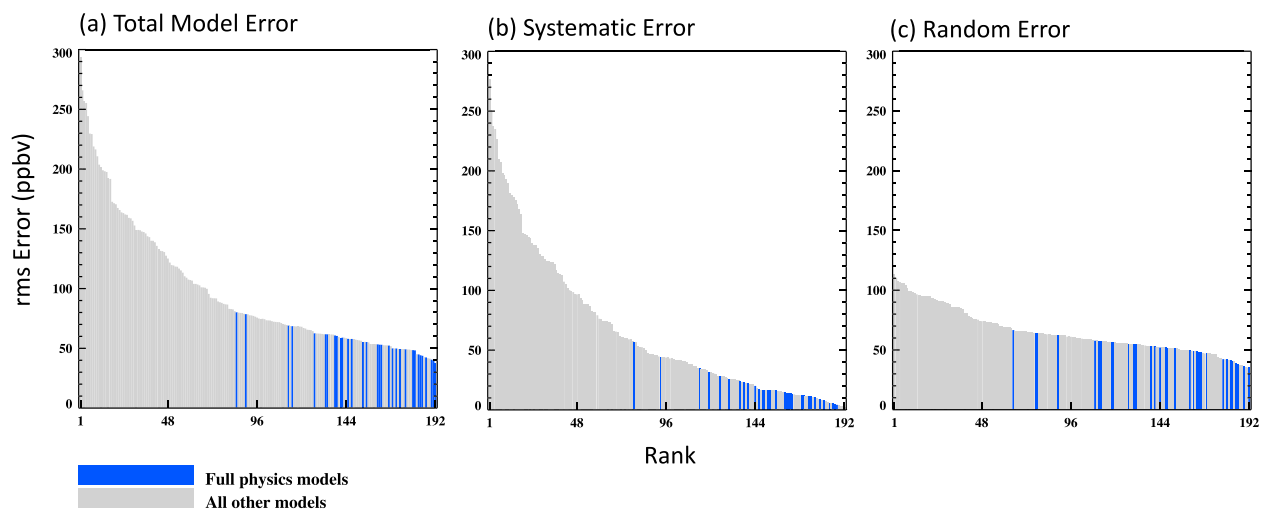 (a) Total Model Error
(b) Systematic Error
(c) Random Error
rms Error (ppbv)
300
250
200
150
100
50
0
1 48 96 144 192
300
250
200
150
100
50
0
1 48 96 144 192
300
250
200
150
100
50
0
1 48 96 144 192
Rank
Full physics models
All other models